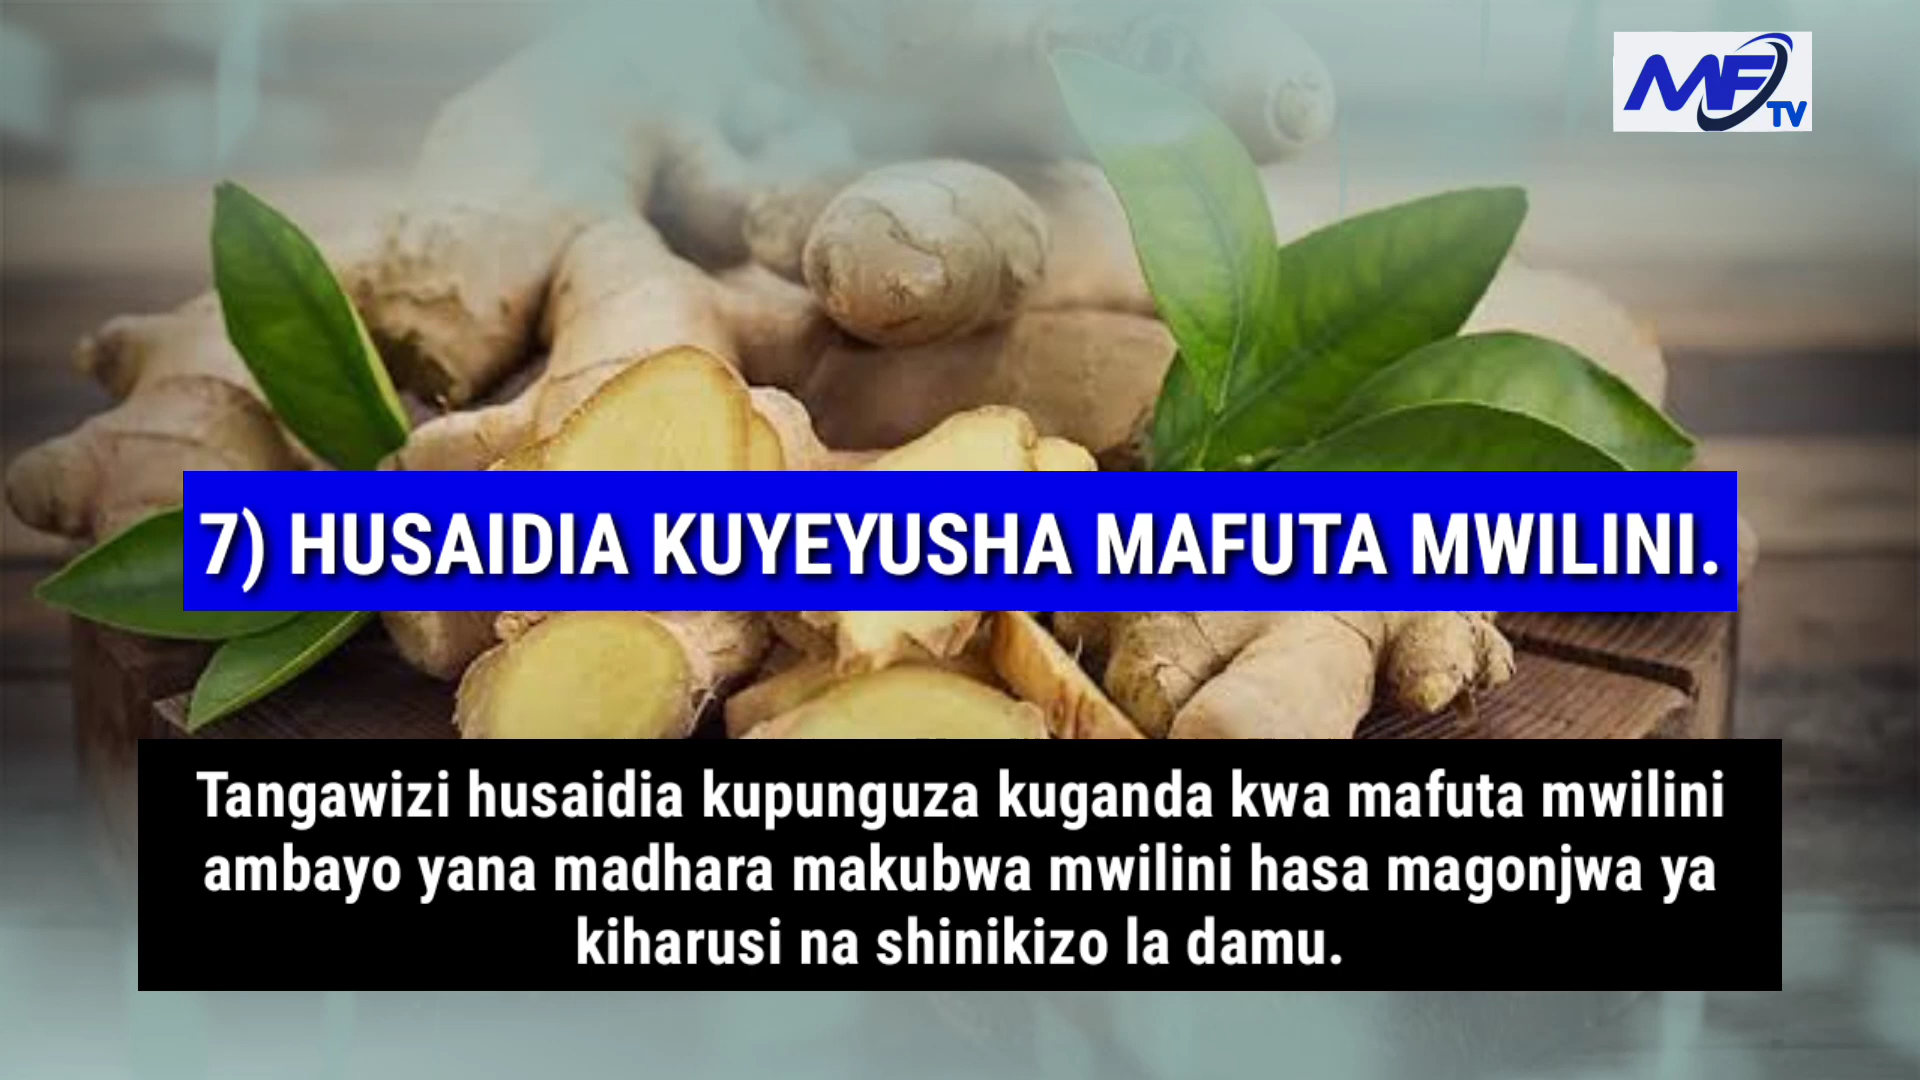 MF TV
7) HUSAIDIA KUYEYUSHA MAFUTA MWILINI.
Tangawizi husaidia kupunguza kuganda kwa mafuta mwilini
ambayo yana madhara makubwa mwilini hasa magonjwa ya
kiharusi na shinikizo la damu.